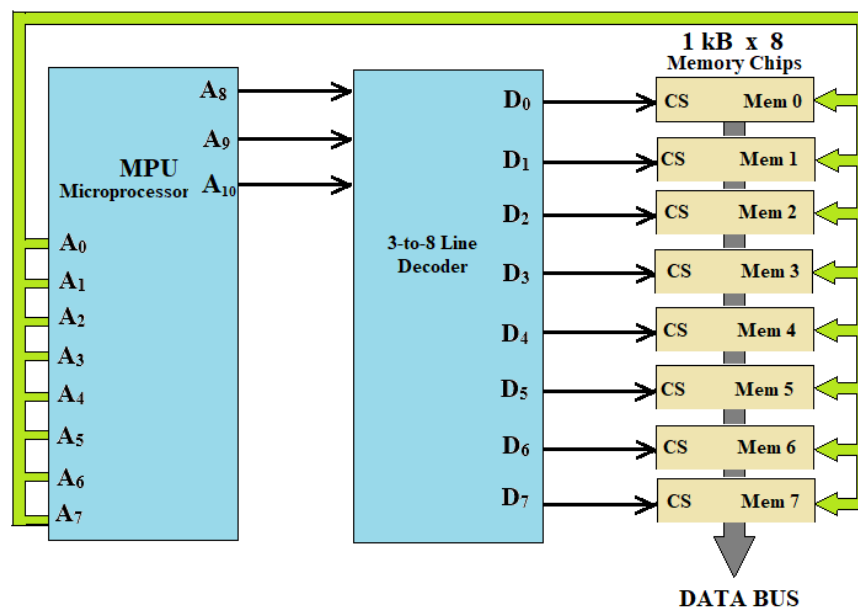 1 kB x 8
Memory Chips
A8
A9
MPU
Microprocessor
A10
A0
A1
A2
A3
A4
A5
A6
A7
3-to-8 Line
Decoder
D0
D1
D2
D3
D4
D5
D6
D7
CS Mem 0
CS Mem 1
CS Mem 2
CS Mem 3
CS Mem 4
CS Mem 5
CS Mem 6
CS Mem 7
DATA BUS